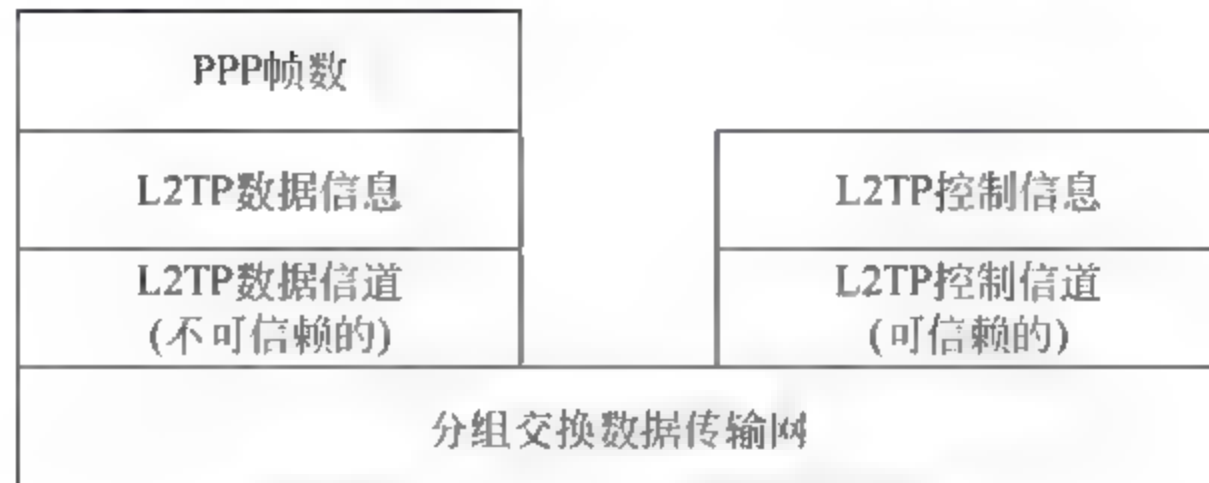 PPP帧数
L2TP数据信息
L2TP控制信息
L2TP数据信道
(不可信赖的)
L2TP控制信道
(可信赖的)
分组交换数据传输网